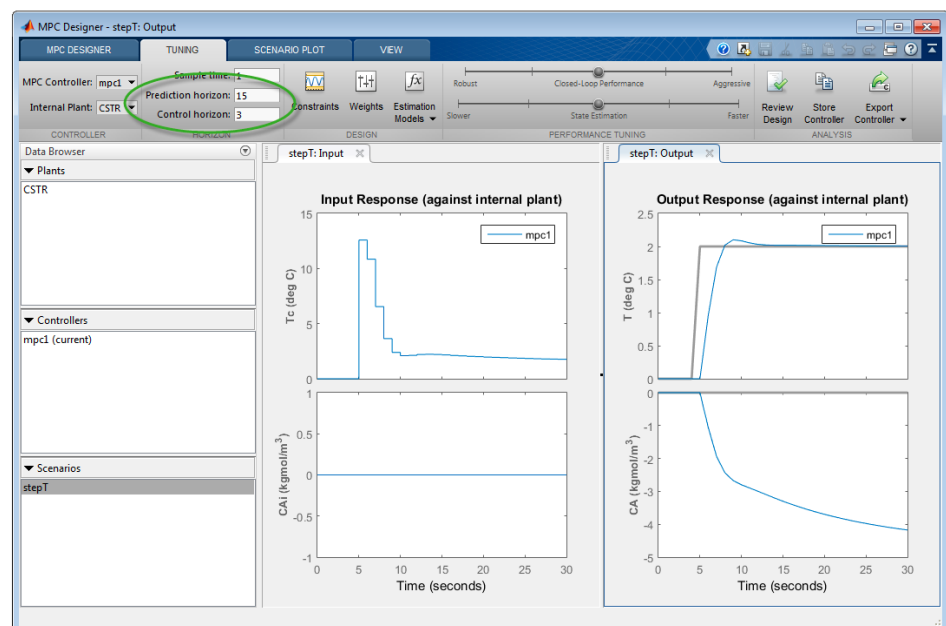 MPC Designer - stepT: Output
MPC DESIGNER TUNING SCENARIO PLOT VIEW
MPC Controller: mpc1
Internal Plant: CSTR
CONTROLLER
Sample time: 1
Prediction horizon: 15
Control horizon: 3
HORIZON
Constraints
Weights
Estimation
Models
DESIGN
Robust Closed-Loop Performance Aggressive
Slower State Estimation Faster
PERFORMANCE TUNING
Review
Design
Store
Controller
Export
Controller
ANALYSIS
Data Browser
Plants
CSTR
Controllers
mpc1 (current)
Scenarios
stepT
stepT: Input
Input Response (against internal plant)
mpc1
Tc (deg C)
15
10
5
0
CAi (kgmol/m³)
1
0.5
0
-0.5
-1
0 5 10 15 20 25 30
Time (seconds)
stepT: Output
Output Response (against internal plant)
mpc1
T (deg C)
2.5
2
1.5
1
0.5
0
CA (kgmol/m³)
0
-1
-2
-3
-4
-5
0 5 10 15 20 25 30
Time (seconds)